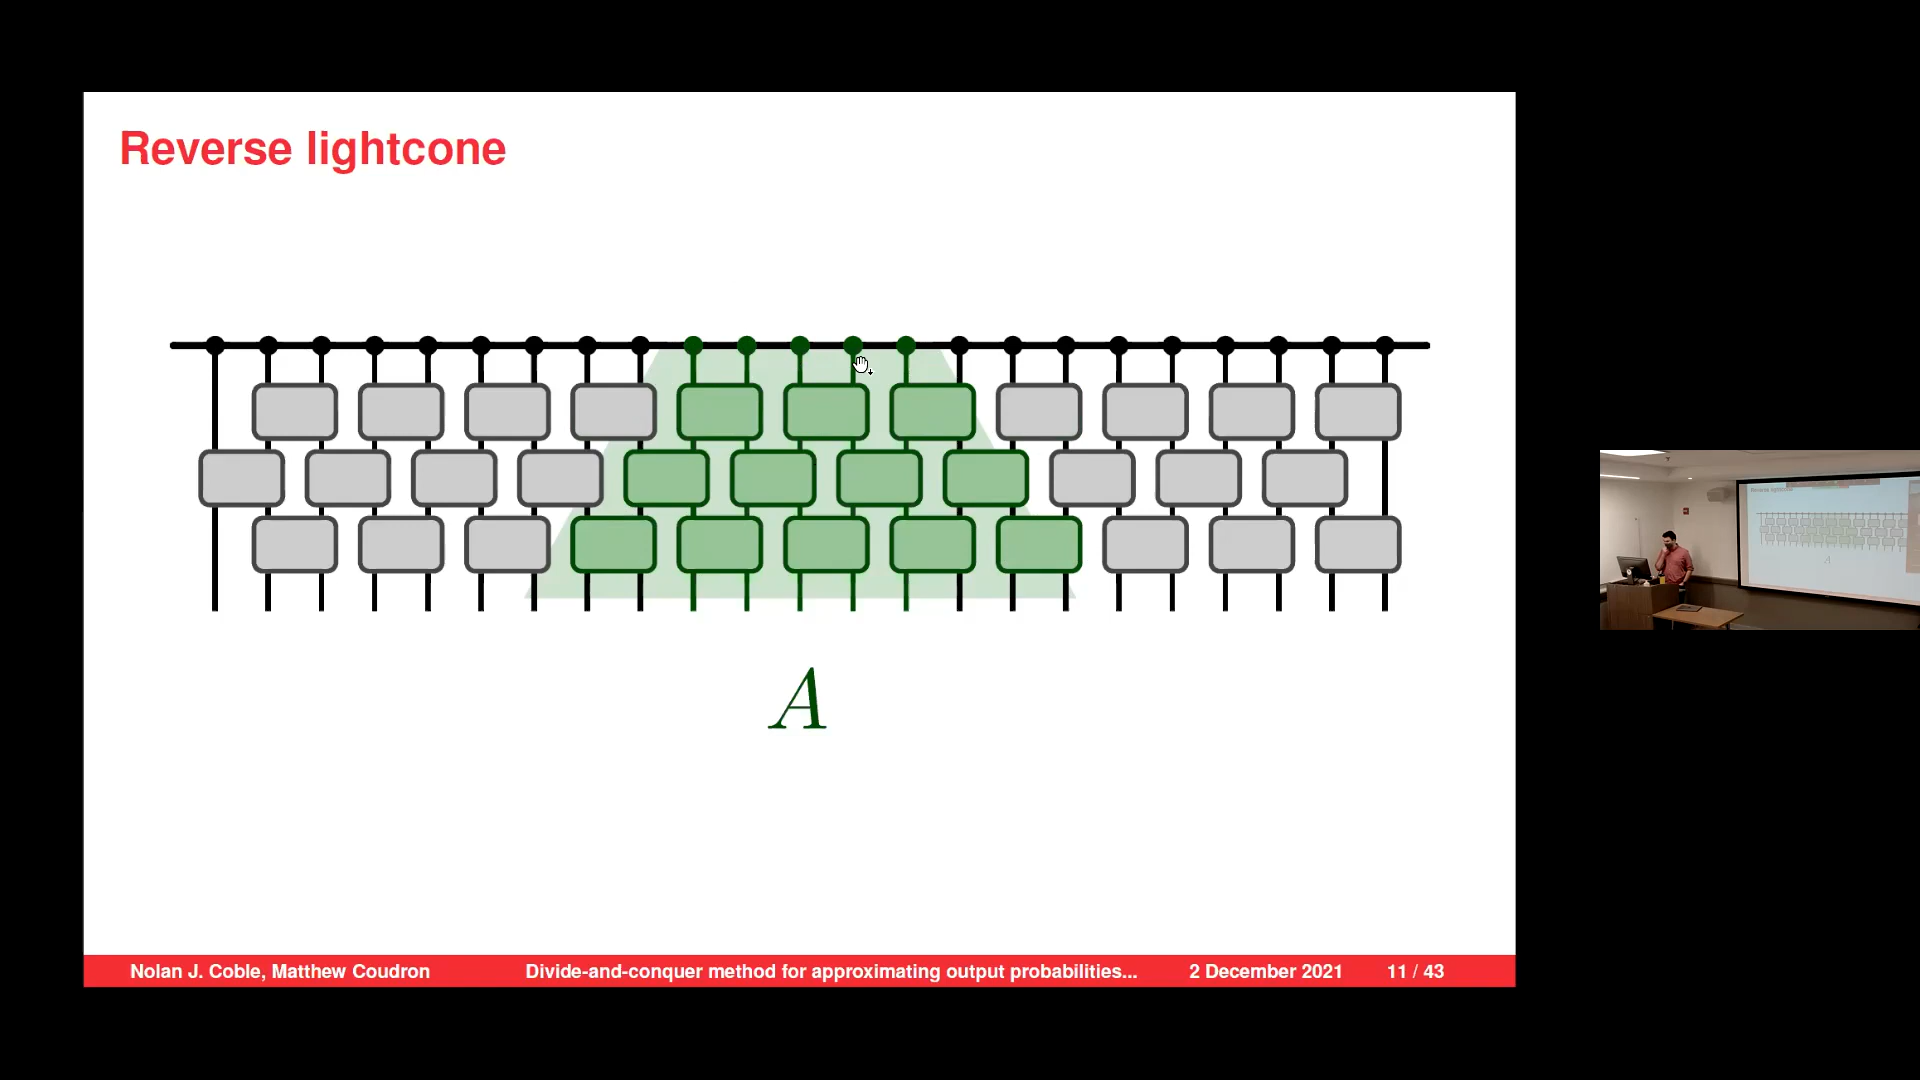 Reverse lightcone
A
Nolan J. Coble, Matthew Coudron Divide-and-conquer method for approximating output probabilities... 2 December 2021 11 / 43